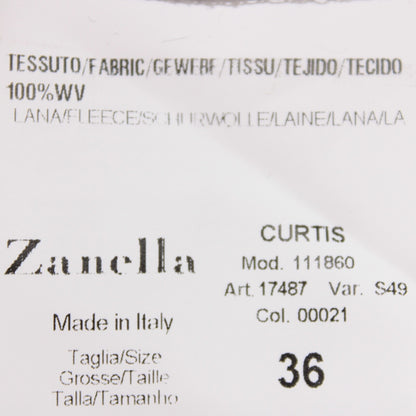 TESSUTO/FABRIC/GEWEBE/TISSU/TEJIDO/TECIDO
100%WV
LANA/FLEECE/SCHURWOLLE/LAINE/LANA/LA
Zanella
Made in Italy
Taglia/Size
Grosse/Taille
Talla/Tamanho
CURTIS
Mod. 111860
Art. 17487 Var. S49
Col. 00021
36